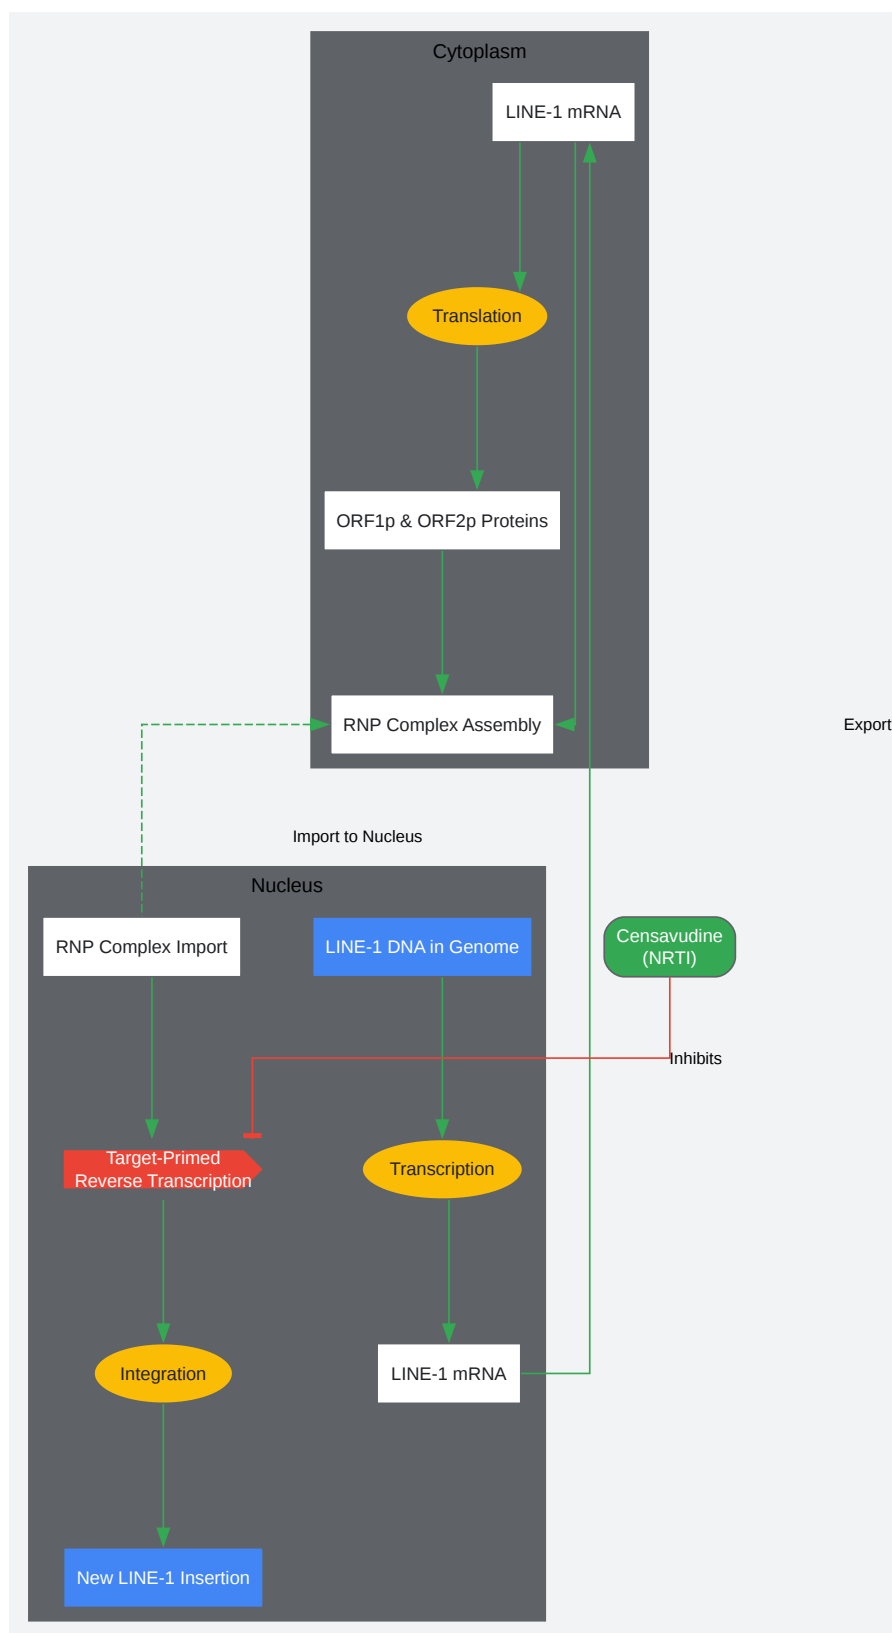 Cytoplasm
LINE-1 mRNA
Translation
ORF1p & ORF2p Proteins
RNP Complex Assembly
Export
Import to Nucleus
Nucleus
RNP Complex Import
LINE-1 DNA in Genome
Censavudine
(NRTI)
Inhibits
Target-Primed
Reverse Transcription
Transcription
Integration
LINE-1 mRNA
New LINE-1 Insertion